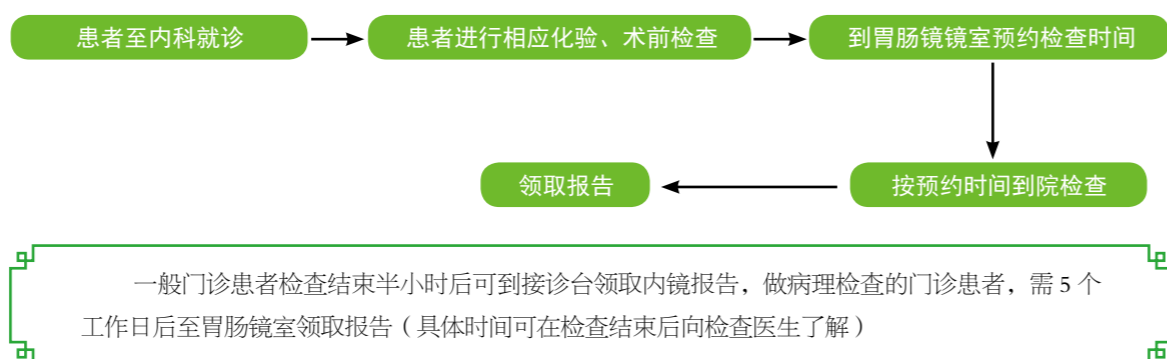 患者至内科就诊
患者进行相应化验、术前检查
到胃肠镜镜室预约检查时间
按预约时间到院检查
领取报告
一般门诊患者检查结束半小时后可到接诊台领取内镜报告，做病理检查的门诊患者，需 5 个
工作日后至胃肠镜室领取报告（具体时间可在检查结束后向检查医生了解）